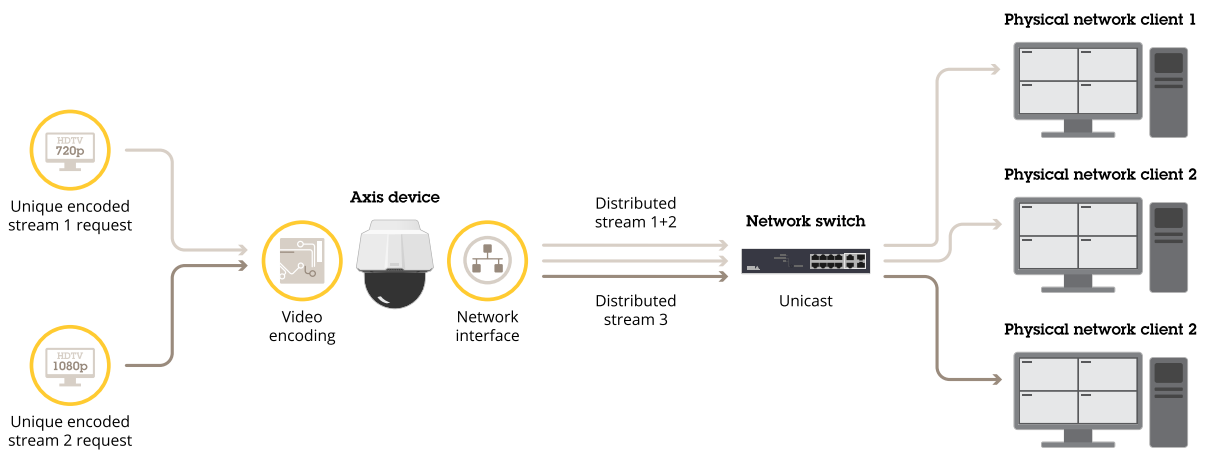 Physical network client 1
HDTV
720p
Unique encoded
stream 1 request
Axis device
Video
encoding
Network
interface
Distributed
stream 1+2
Distributed
stream 3
Network switch
Unicast
Physical network client 2
HDTV
1080p
Unique encoded
stream 2 request
Physical network client 2